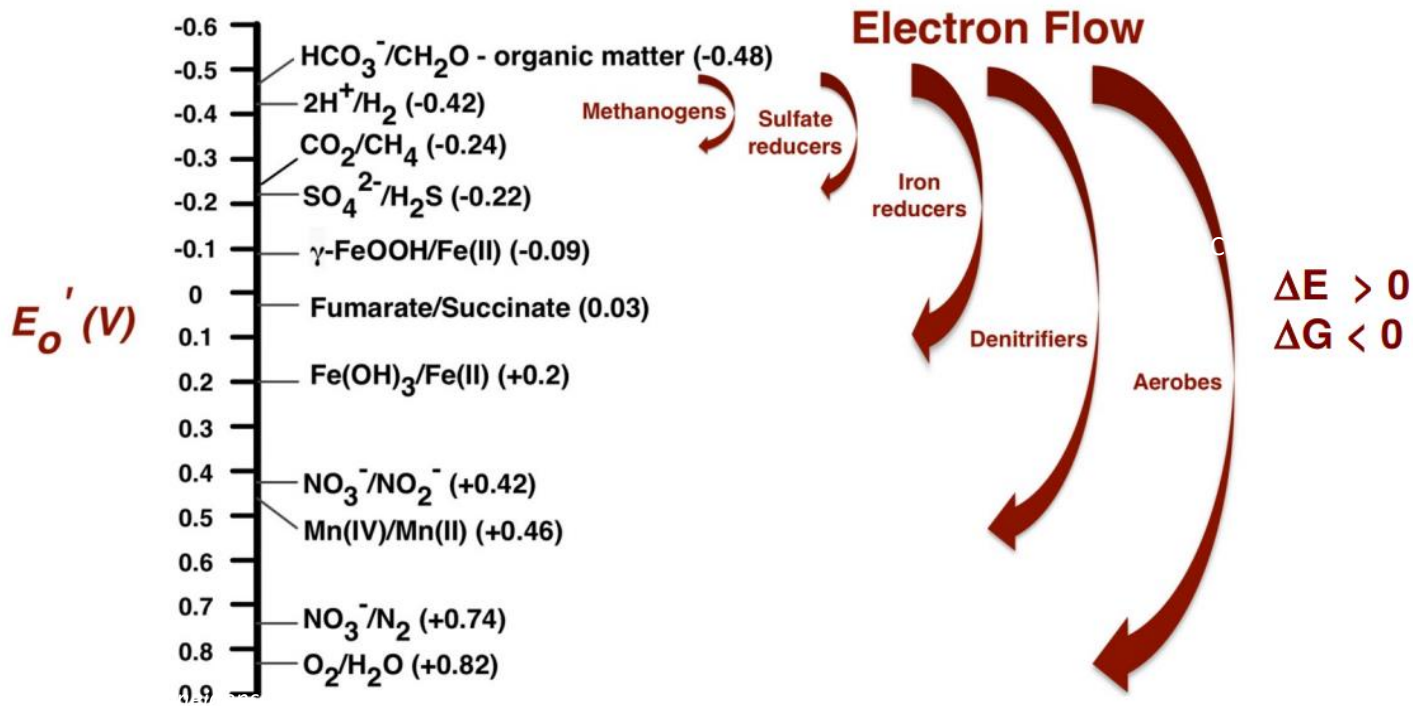 Electron Flow
-0.6
-0.5
-0.4
-0.3
-0.2
-0.1
0
0.1
0.2
0.3
0.4
0.5
0.6
0.7
0.8
0.9
E₀' (V)
HCO₃⁻/CH₂O - organic matter (-0.48)
2H⁺/H₂ (-0.42)
CO₂/CH₄ (-0.24)
SO₄²⁻/H₂S (-0.22)
γ-FeOOH/Fe(II) (-0.09)
Fumarate/Succinate (0.03)
Fe(OH)₃/Fe(II) (+0.2)
NO₃⁻/NO₂⁻ (+0.42)
Mn(IV)/Mn(II) (+0.46)
NO₃⁻/N₂ (+0.74)
O₂/H₂O (+0.82)
Methanogens
Sulfate
reducers
Iron
reducers
Denitrifiers
Aerobes
ΔE > 0
ΔG < 0